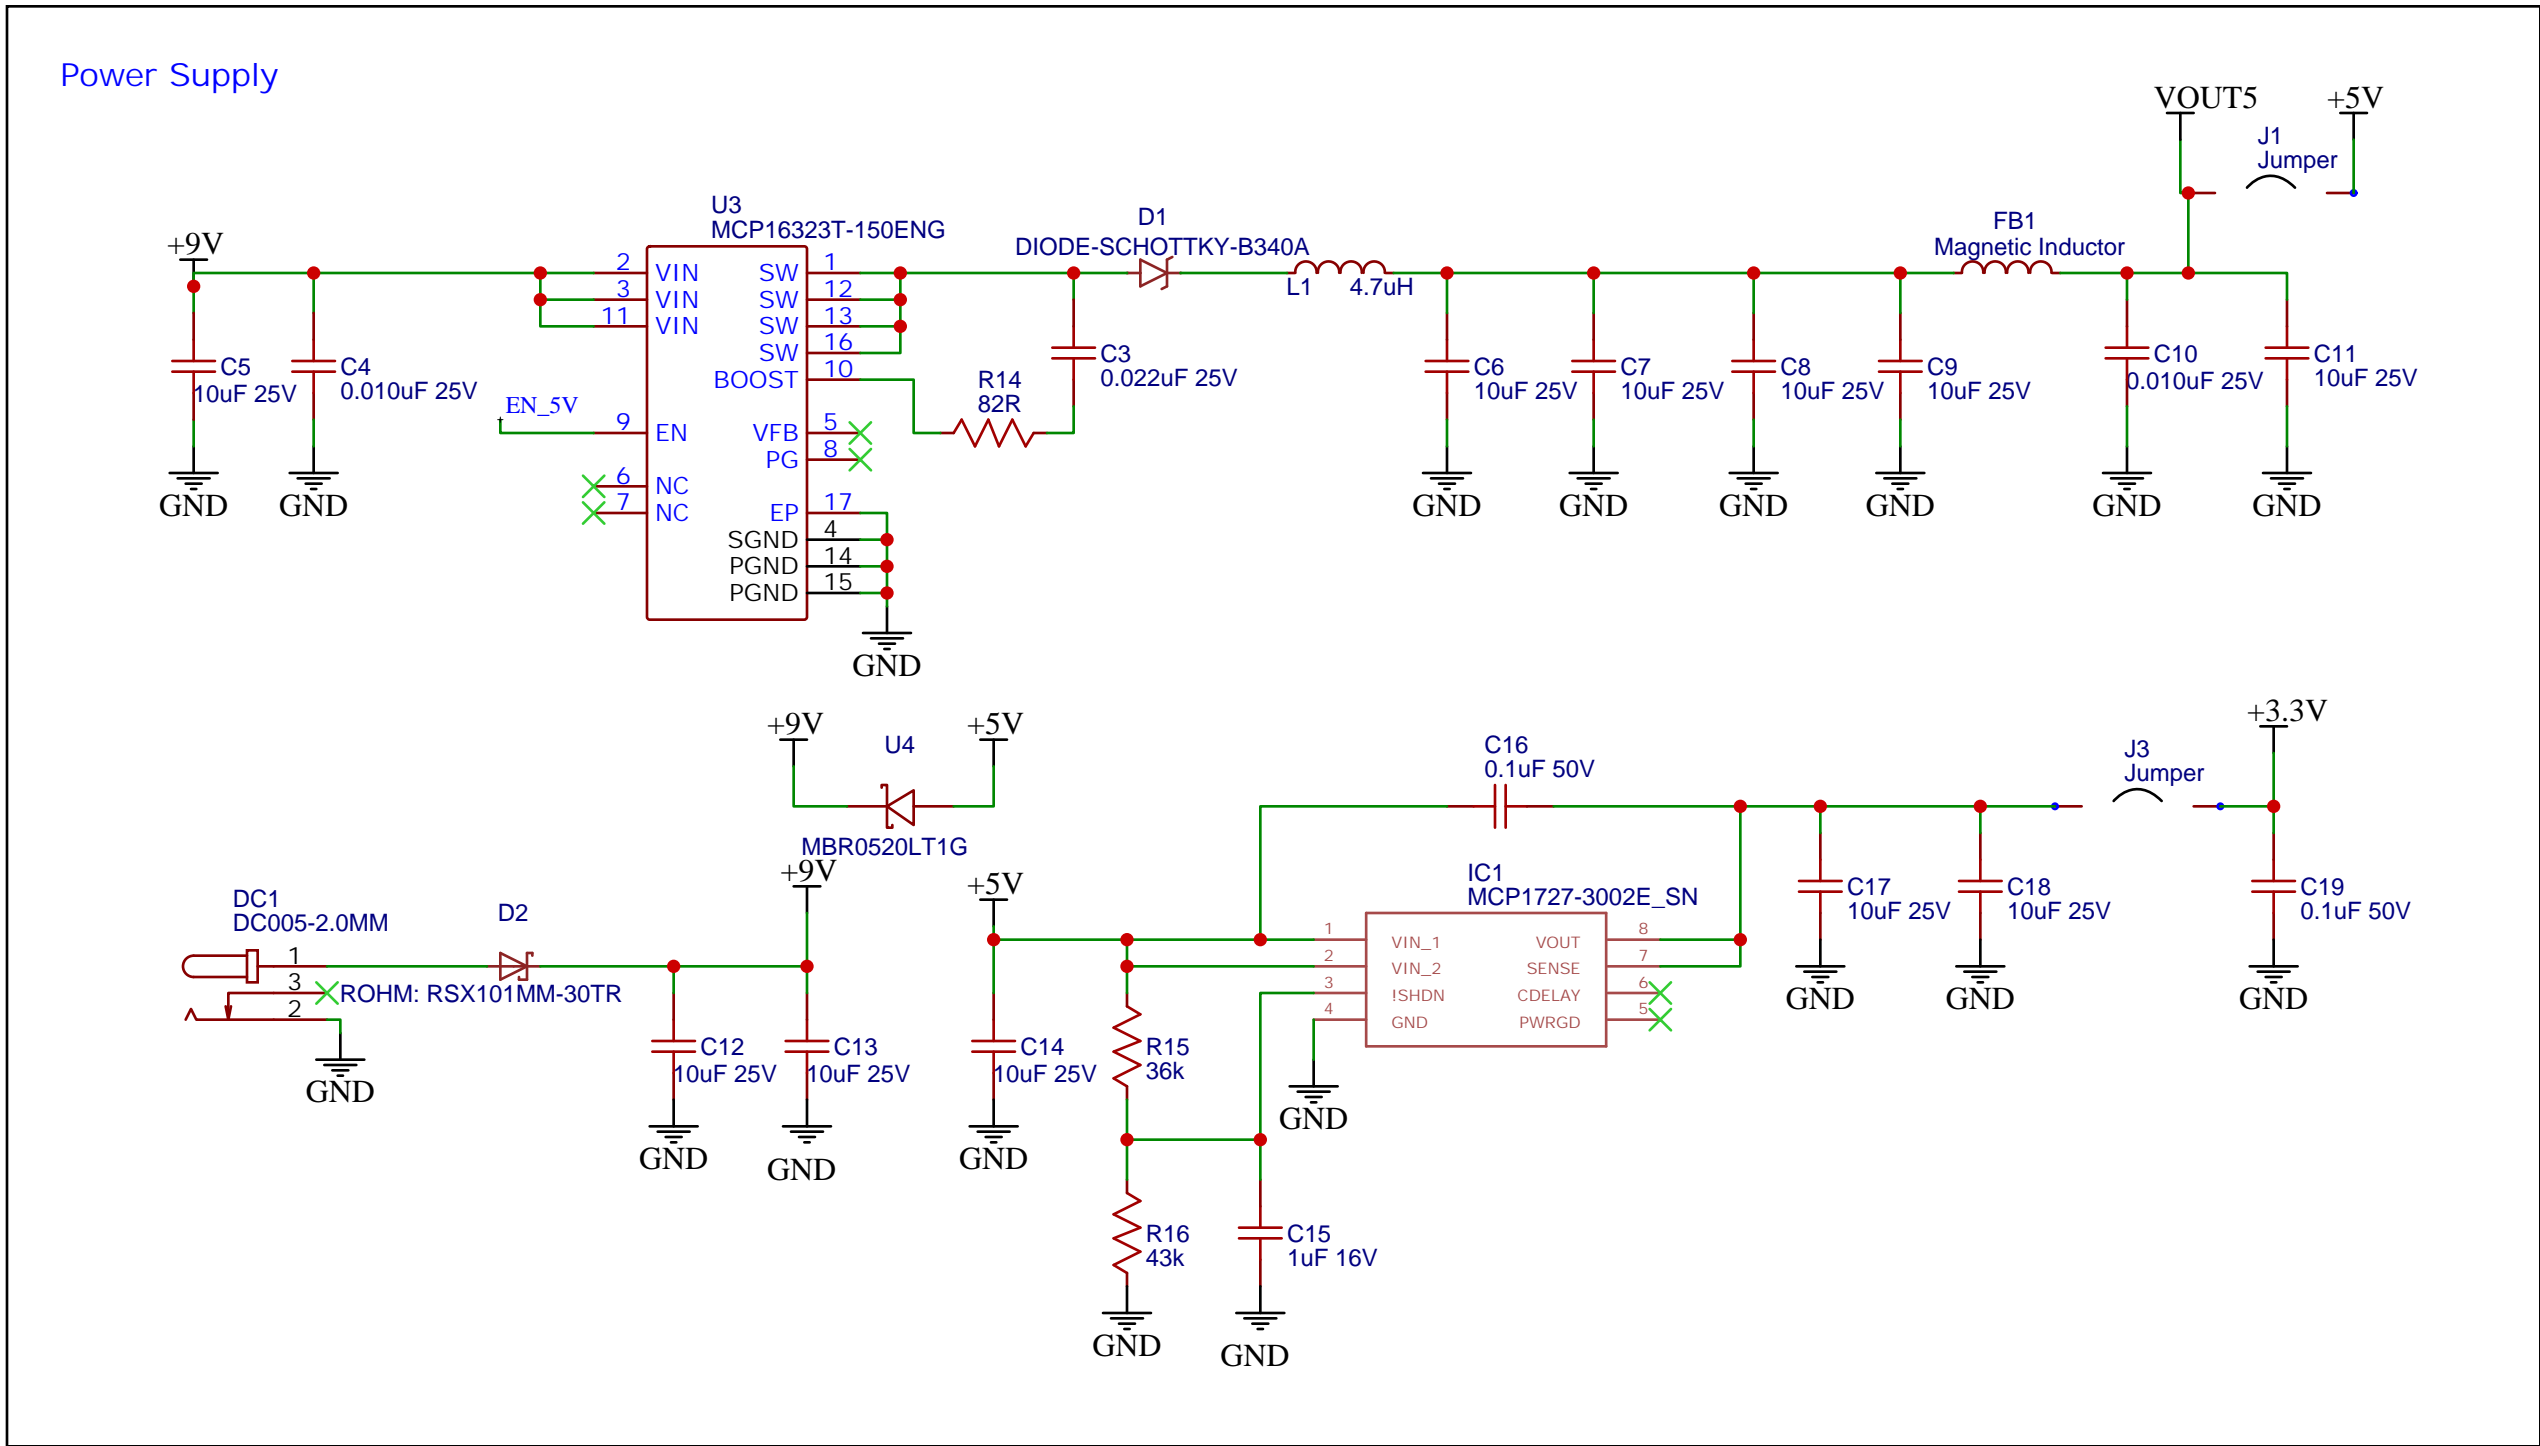 Power Supply
VOUT5
+5V
J1
Jumper
U3
MCP16323T-150ENG
D1
DIODE-SCHOTTKY-B340A
FB1
Magnetic Inductor
+9V
2 VIN
3 VIN
11 VIN
SW 1
SW 12
SW 13
SW 16
BOOST 10
L1 4.7uH
C5
10uF 25V
C4
0.010uF 25V
C3
0.022uF 25V
R14
82R
C6
10uF 25V
C7
10uF 25V
C8
10uF 25V
C9
10uF 25V
C10
0.010uF 25V
C11
10uF 25V
EN_5V
9 EN
6 NC
7 NC
VFB 5
PG 8
EP 17
SGND 4
PGND 14
PGND 15
GND
GND
GND
GND
GND
GND
GND
GND
GND
+9V
U4
+5V
MBR0520LT1G
C16
0.1uF 50V
J3
Jumper
+3.3V
DC1
DC005-2.0MM
D2
+9V
+5V
1
3
2
ROHM: RSX101MM-30TR
GND
C12
10uF 25V
C13
10uF 25V
C14
10uF 25V
R15
36k
GND
GND
GND
IC1
MCP1727-3002E_SN
1 VIN_1
2 VIN_2
3 !SHDN
4 GND
VOUT 8
SENSE 7
CDELAY 6
PWRGD 5
GND
C17
10uF 25V
C18
10uF 25V
C19
0.1uF 50V
GND
GND
GND
R16
43k
C15
1uF 16V
GND
GND